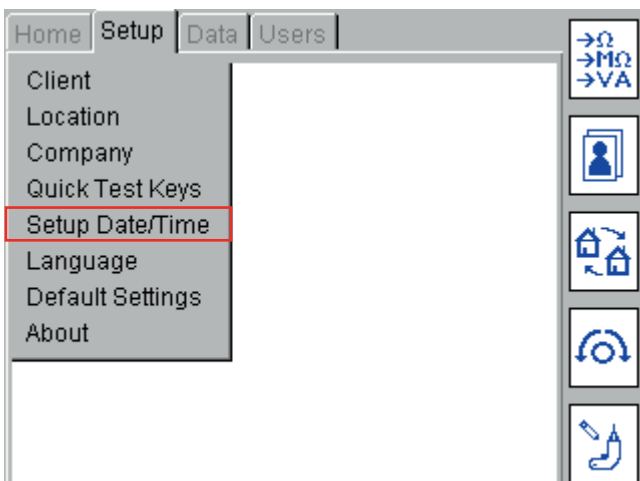 Home Setup Data Users
Client
Location
Company
Quick Test Keys
Setup Date/Time
Language
Default Settings
About
→Ω
→MΩ
→VA